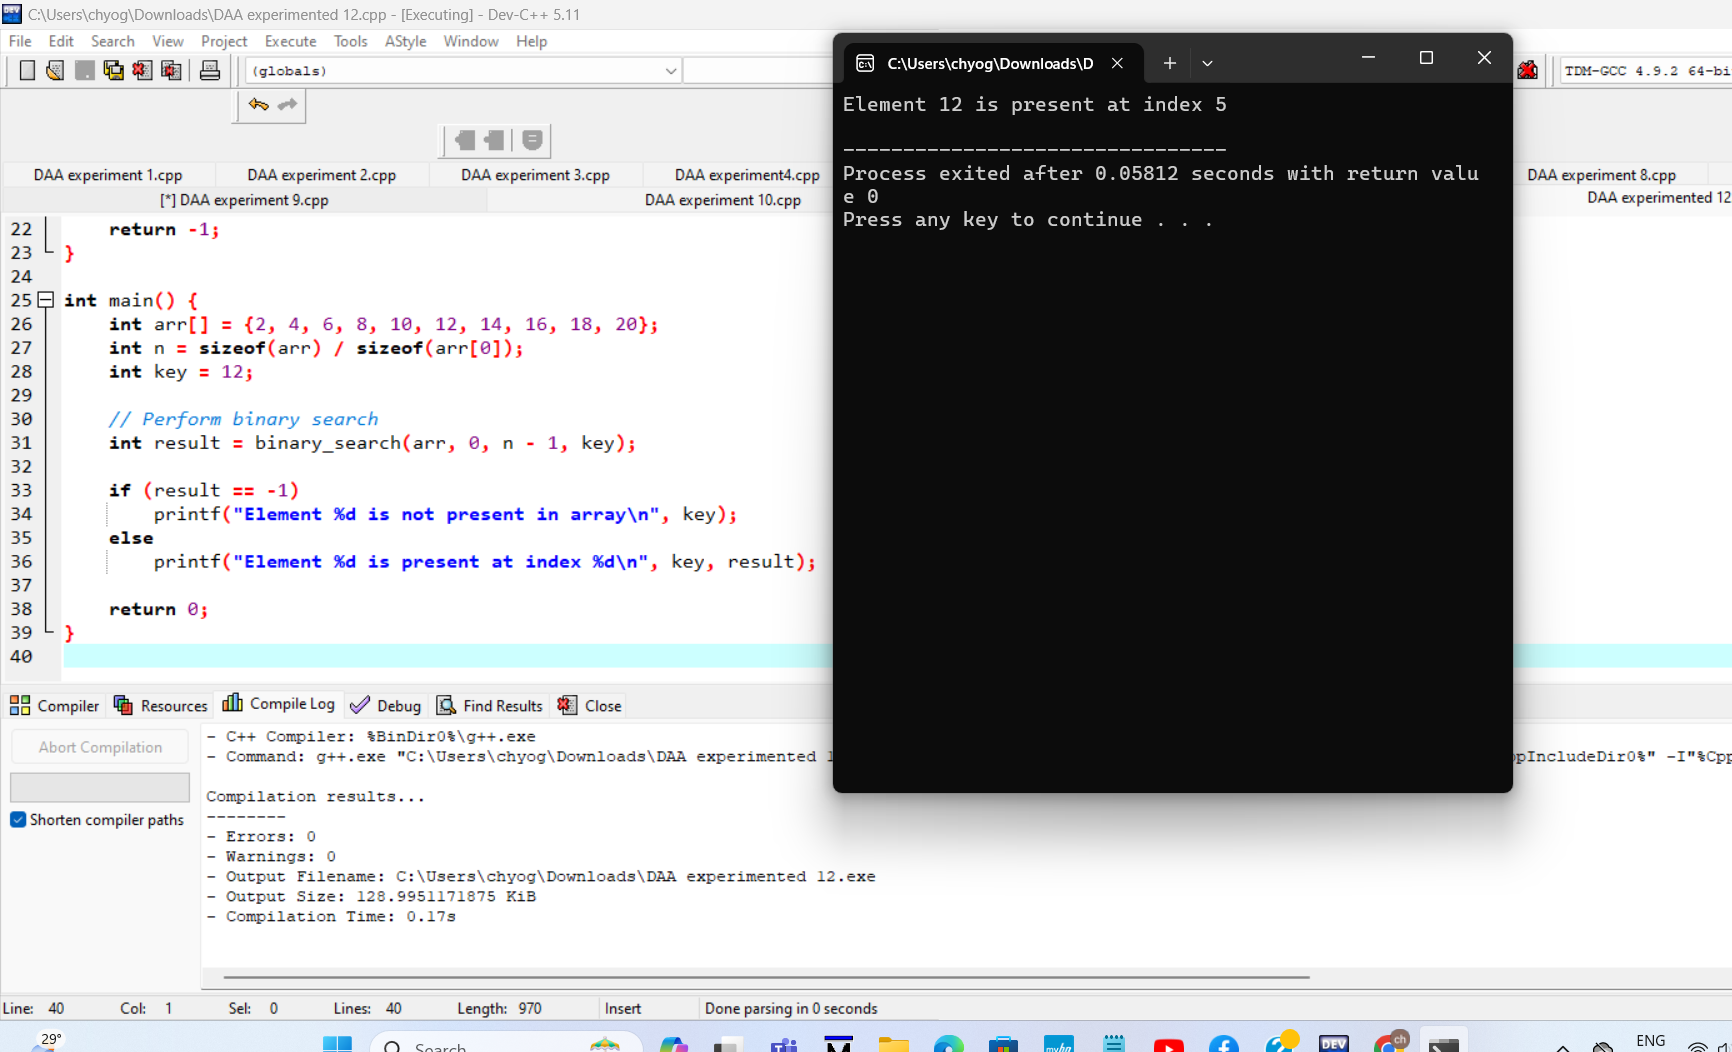 C:\Users\chyog\Downloads\DAA experimented 12.cpp - [Executing] - Dev-C++ 5.11
File Edit Search View Project Execute Tools AStyle Window Help
(globals)
TDM-GCC 4.9.2 64-bi
DAA experiment 1.cpp DAA experiment 2.cpp DAA experiment 3.cpp DAA experiment4.cpp DAA experiment 8.cpp
[*] DAA experiment 9.cpp DAA experiment 10.cpp DAA experimented 12
22 return -1;
23 }
24
25 int main() {
26 int arr[] = {2, 4, 6, 8, 10, 12, 14, 16, 18, 20};
27 int n = sizeof(arr) / sizeof(arr[0]);
28 int key = 12;
29
30 // Perform binary search
31 int result = binary_search(arr, 0, n - 1, key);
32
33 if (result == -1)
34 printf("Element %d is not present in array\n", key);
35 else
36 printf("Element %d is present at index %d\n", key, result);
37
38 return 0;
39 }
40
C:\Users\chyog\Downloads\D
Element 12 is present at index 5
--------------------------------
Process exited after 0.05812 seconds with return valu
e 0
Press any key to continue . . .
Compiler Resources Compile Log Debug Find Results Close
Abort Compilation
Shorten compiler paths
- C++ Compiler: %BinDir0%\g++.exe
- Command: g++.exe "C:\Users\chyog\Downloads\DAA experimented 1 ppIncludeDir0%" -I"%Cpp
Compilation results...
--------
- Errors: 0
- Warnings: 0
- Output Filename: C:\Users\chyog\Downloads\DAA experimented 12.exe
- Output Size: 128.9951171875 KiB
- Compilation Time: 0.17s
Line: 40 Col: 1 Sel: 0 Lines: 40 Length: 970 Insert Done parsing in 0 seconds
29°
Search
myhp
DEV
ch
ENG